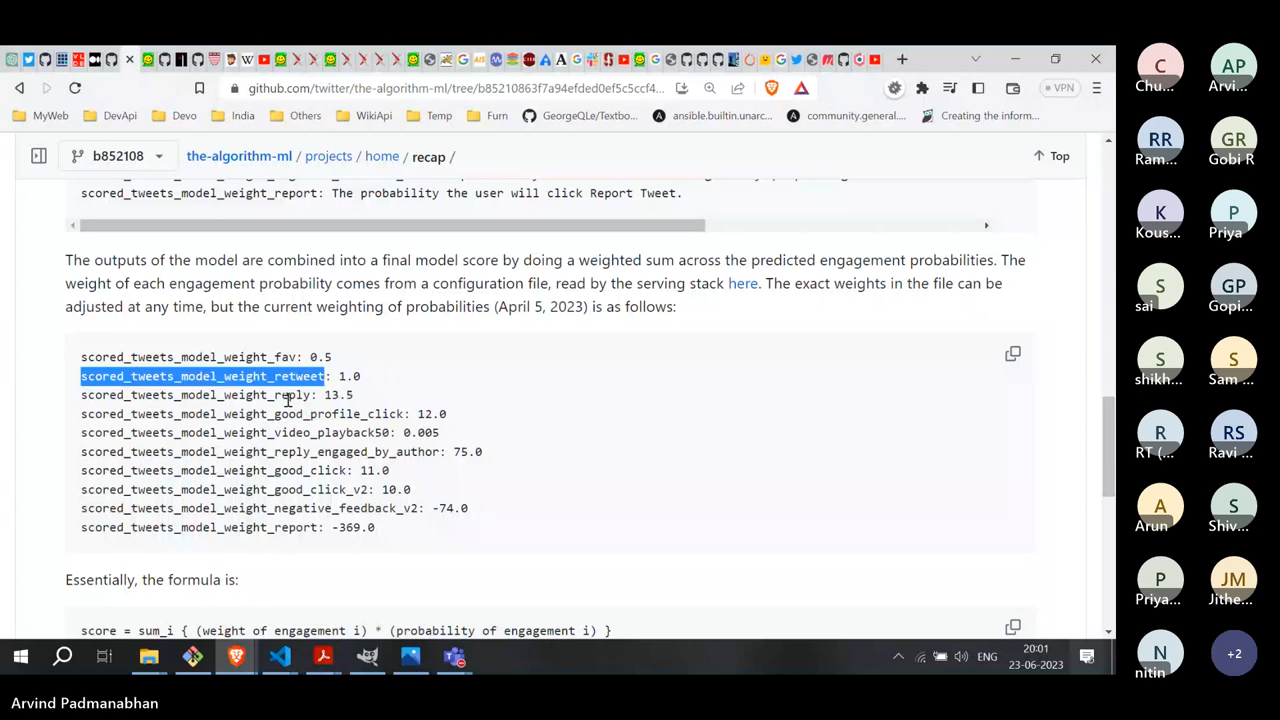 github.com/twitter/the-algorithm-ml/tree/b85210863f7a94efded0ef5c5ccf4...
VPN
MyWeb DevApi Devo India Others WikiApi Temp Furn GeorgeQLe/Textbo... ansible.builtin.unarc... community.general.... Creating the inform...
b852108 the-algorithm-ml / projects / home / recap / Top
scored_tweets_model_weight_report: The probability the user will click Report Tweet.
The outputs of the model are combined into a final model score by doing a weighted sum across the predicted engagement probabilities. The
weight of each engagement probability comes from a configuration file, read by the serving stack here. The exact weights in the file can be
adjusted at any time, but the current weighting of probabilities (April 5, 2023) is as follows:
scored_tweets_model_weight_fav: 0.5
scored_tweets_model_weight_retweet: 1.0
scored_tweets_model_weight_reply: 13.5
scored_tweets_model_weight_good_profile_click: 12.0
scored_tweets_model_weight_video_playback50: 0.005
scored_tweets_model_weight_reply_engaged_by_author: 75.0
scored_tweets_model_weight_good_click: 11.0
scored_tweets_model_weight_good_click_v2: 10.0
scored_tweets_model_weight_negative_feedback_v2: -74.0
scored_tweets_model_weight_report: -369.0
Essentially, the formula is:
score = sum_i { (weight of engagement i) * (probability of engagement i) }
ENG
20:01
23-06-2023
Arvind Padmanabhan
C AP
Chu... Arvi...
RR GR
Ram... Gobi R
K P
Kous... Priya
S GP
sai Gopi...
S S
shikh... Sam ...
R RS
RT (... Ravi ...
A S
Arun Shiv...
P JM
Priya... Jithe...
N +2
nitin